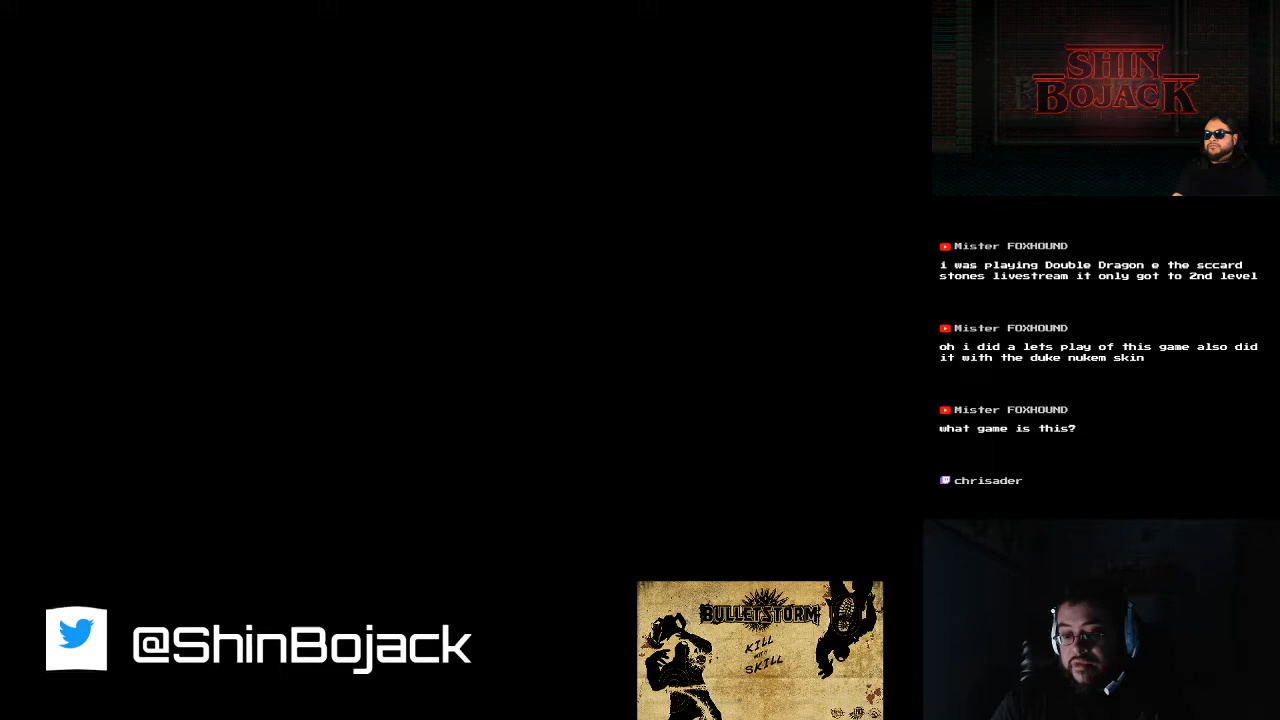 SHIN
BOJACK
Mister FOXHOUND
i was playing Double Dragon e the sccard
stones livestream it only got to 2nd level
Mister FOXHOUND
oh i did a lets play of this game also did
it with the duke nukem skin
Mister FOXHOUND
what game is this?
chrisader
BULLETSTORM
KILL
WITH
SKILL
@ShinBojack